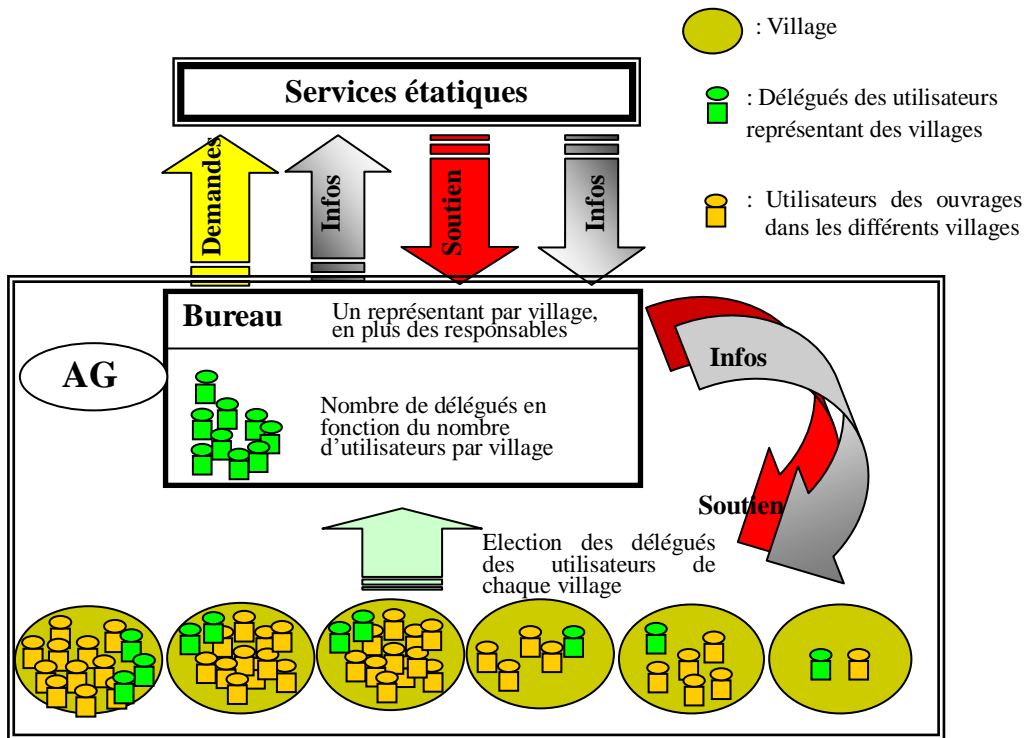 : Village
Services étatiques
: Délégués des utilisateurs
représentant des villages
: Utilisateurs des ouvrages
dans les différents villages
Demandes
Infos
Soutien
Infos
Bureau
Un représentant par village,
en plus des responsables
AG
Nombre de délégués en
fonction du nombre
d’utilisateurs par village
Infos
Soutien
Election des délégués
des utilisateurs de
chaque village